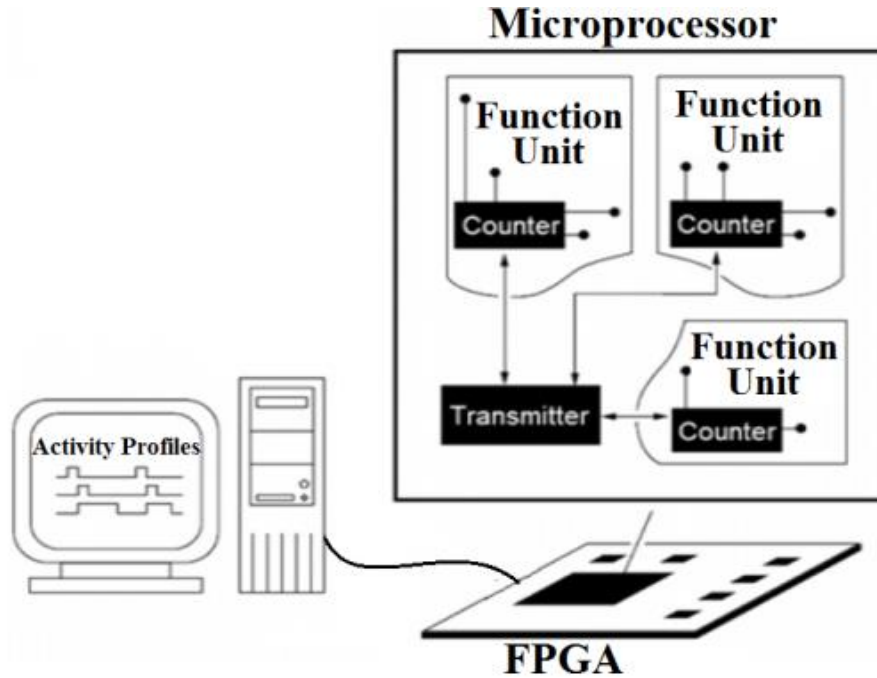 Microprocessor
Function
Unit
Counter
Function
Unit
Counter
Function
Unit
Counter
Transmitter
Activity Profiles
FPGA